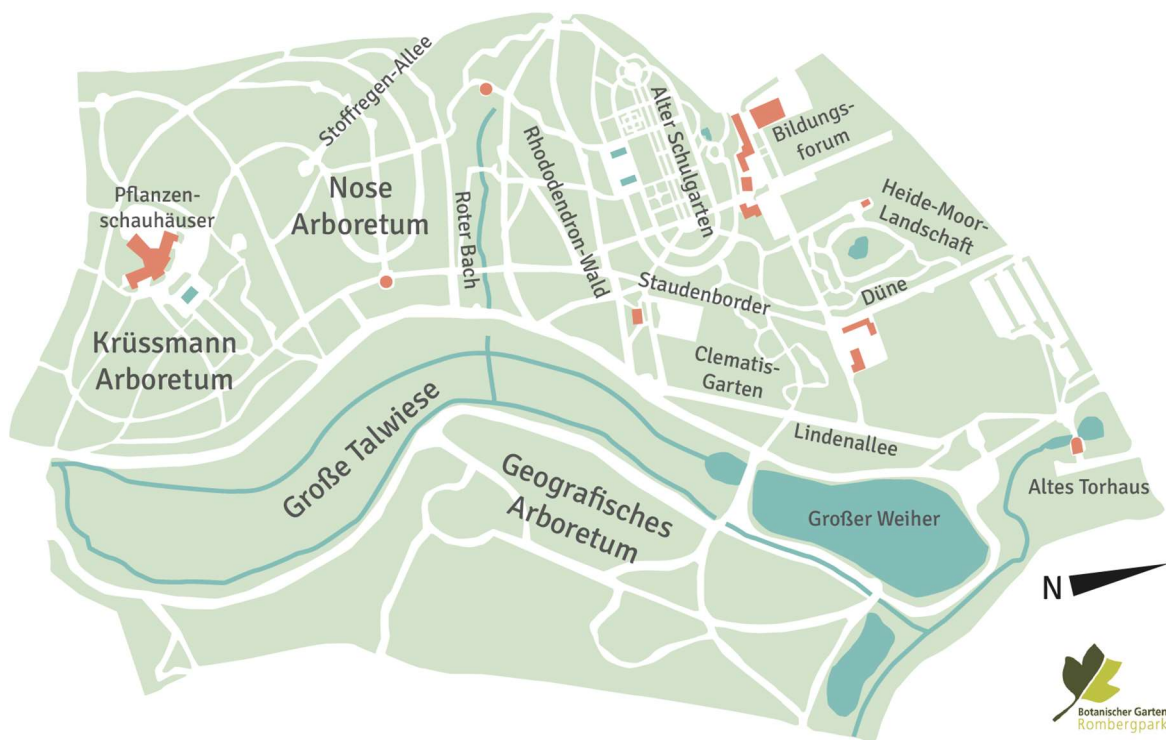 Stoffregen-Allee
Pflanzen-
schauhäuser
Nose
Arboretum
Krüssmann
Arboretum
Roter Bach
Rhododendron-Wald
Alter Schulgarten
Bildungs-
forum
Heide-Moor-
Landschaft
Düne
Staudenborder
Clematis-
Garten
Lindenallee
Große Talwiese
Geografisches
Arboretum
Großer Weiher
Altes Torhaus
N
Botanischer Garten
Rombergpark